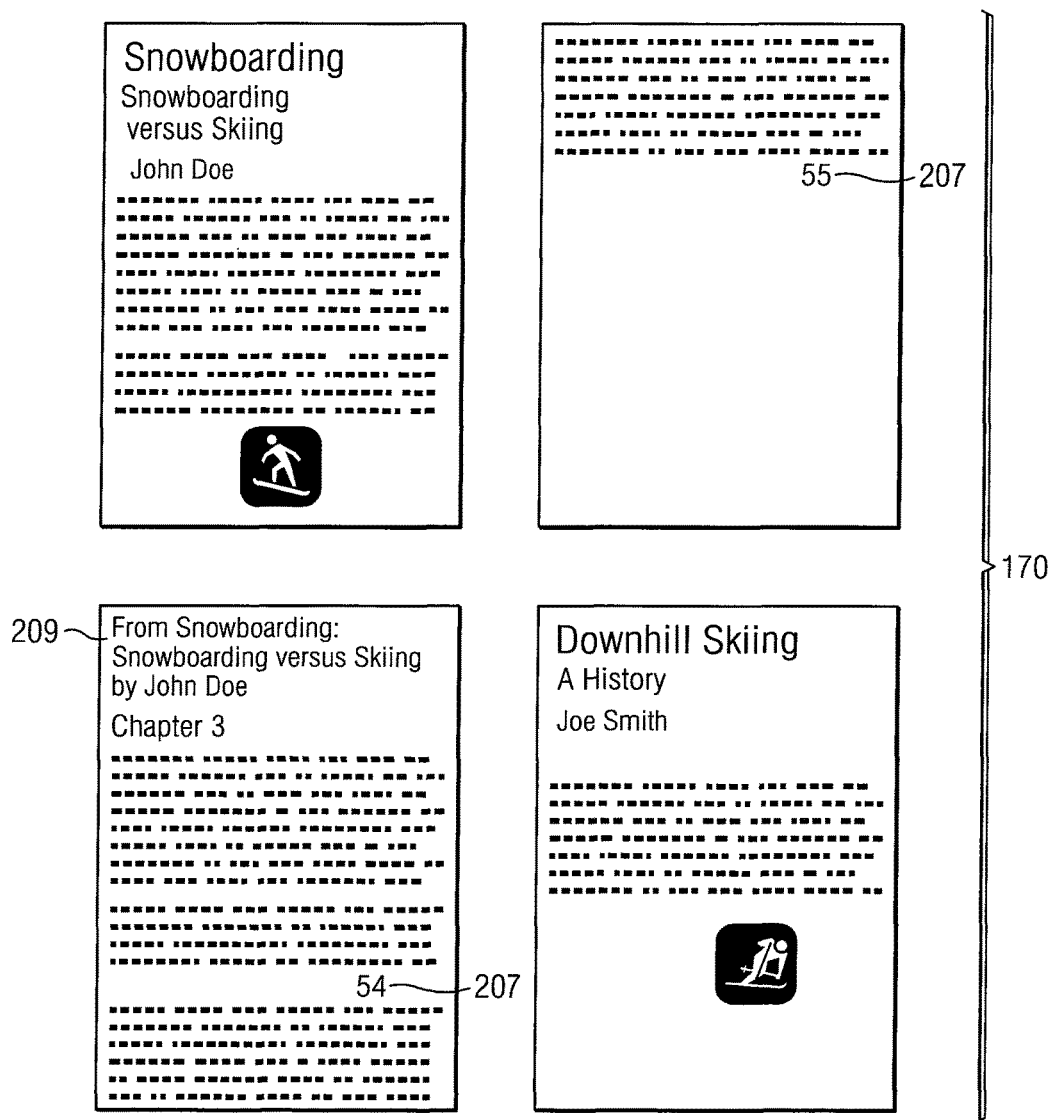 Snowboarding
Snowboarding
versus Skiing
John Doe
55 207
170
209 From Snowboarding:
Snowboarding versus Skiing
by John Doe
Chapter 3
54 207
Downhill Skiing
A History
Joe Smith